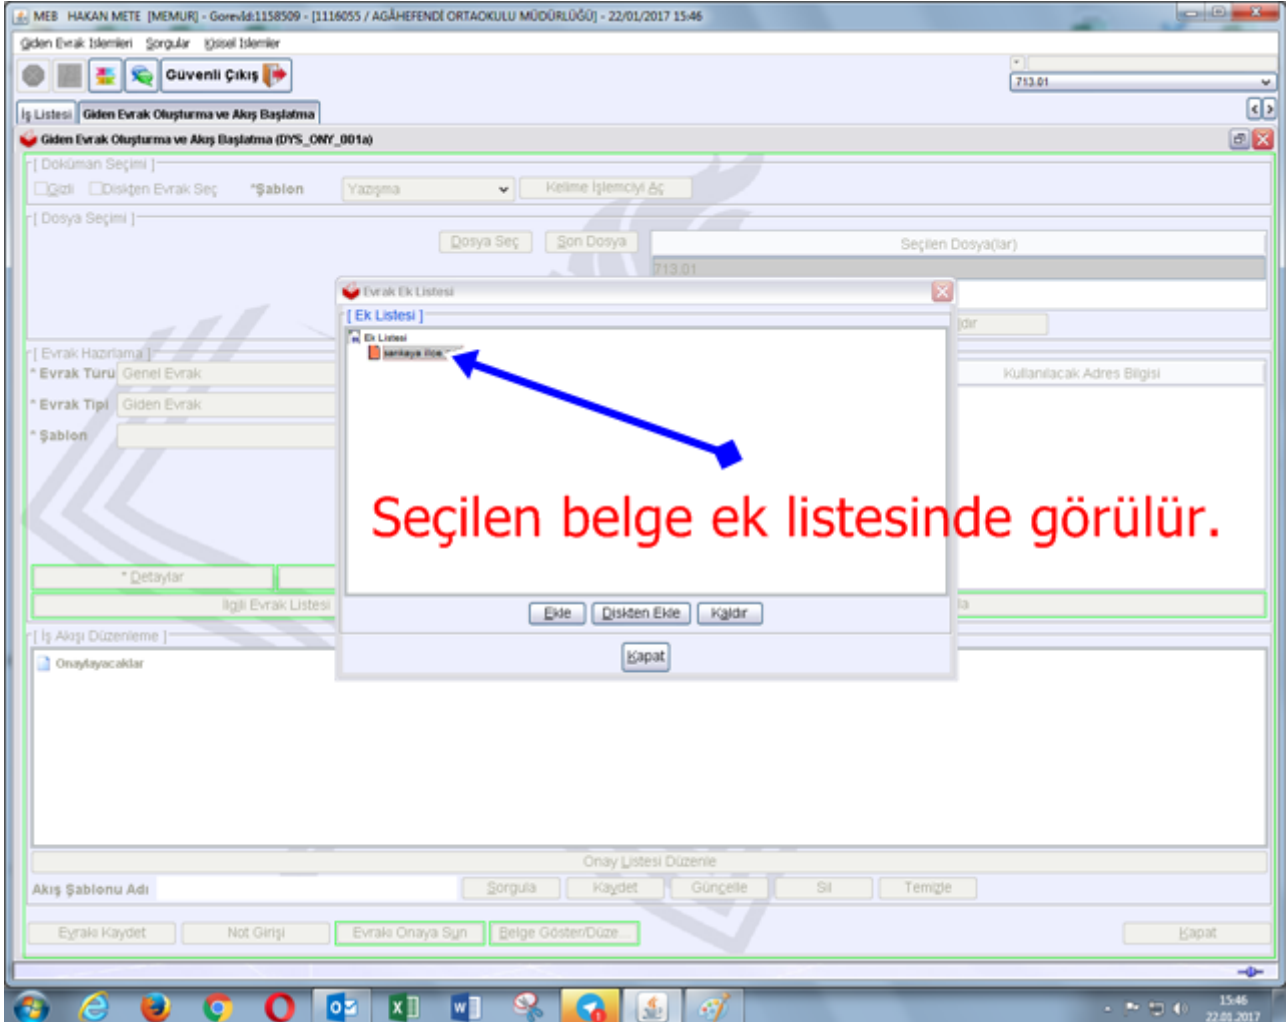 MEB HAKAN METE [MEMUR] - GorevId:1158509 - [1116055 / AGÂHEFENDİ ORTAOKULU MÜDÜRLÜĞÜ] - 22/01/2017 15:46
Giden Evrak İşlemleri Sorgular Kişisel İşlemler
Güvenli Çıkış
713.01
İş Listesi Giden Evrak Oluşturma ve Akış Başlatma
Giden Evrak Oluşturma ve Akış Başlatma (DYS_ONY_001a)
[ Doküman Seçimi ]
Gizli Diskten Evrak Seç *Şablon Yazışma Kelime İşlemciyi Aç
[ Dosya Seçimi ]
Dosya Seç Son Dosya Seçilen Dosya(lar)
713.01
Evrak Ek Listesi
[ Ek Listesi ]
Ek Listesi
sarıkaya ilçe
[ Evrak Hazırlama ]
* Evrak Türü Genel Evrak Kullanılacak Adres Bilgisi
* Evrak Tipi Giden Evrak
* Şablon
Seçilen belge ek listesinde görülür.
* Detaylar
İlgili Evrak Listesi
Ekle Diskten Ekle Kaldır
[ İş Akışı Düzenleme ]
Kapat
Onaylayacaklar
Onay Listesi Düzenle
Akış Şablonu Adı Sorgula Kaydet Güncelle Sil Temizle
Evrakı Kaydet Not Girişi Evrakı Onaya Sun Belge Göster/Düze... Kapat
15:46
22.01.2017